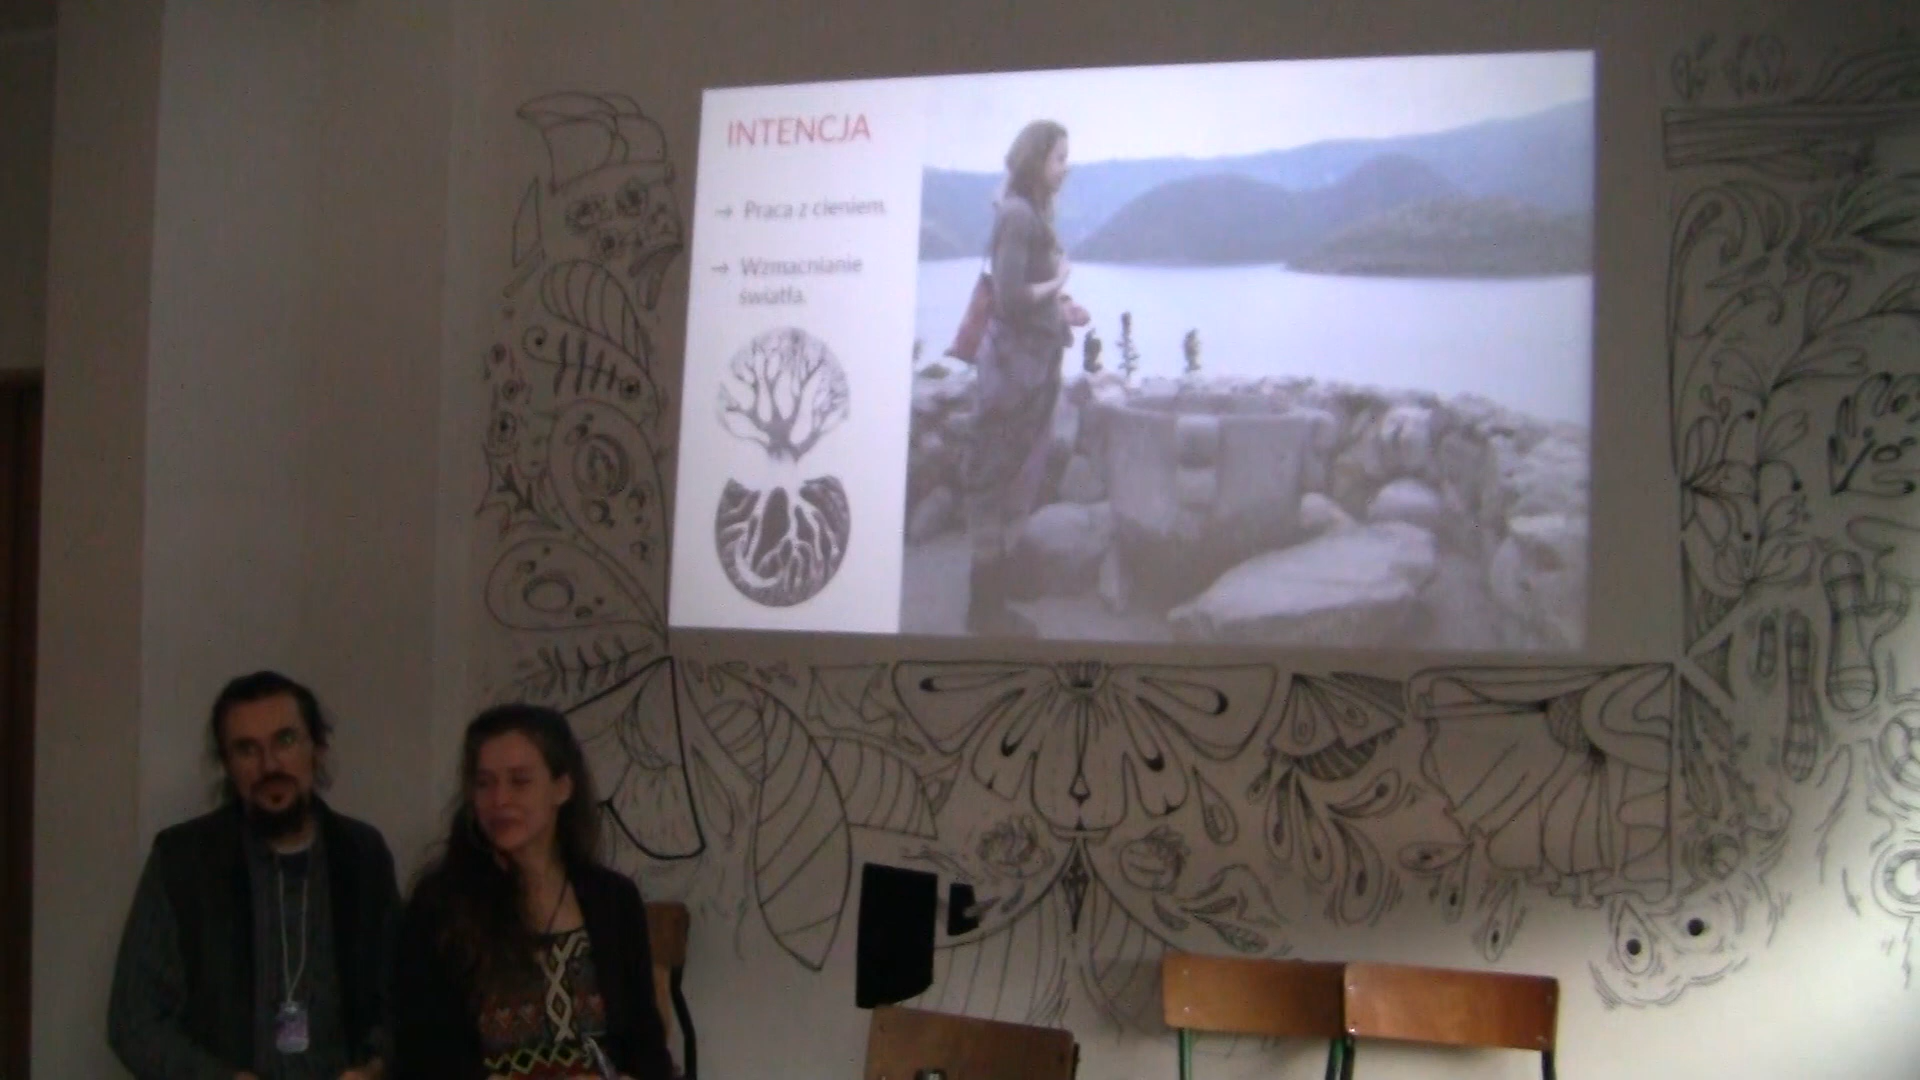 INTENCJA
→ Praca z cieniem.
→ Wzmacnianie
światła.